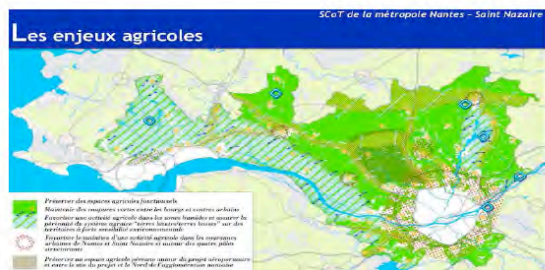 SCoT de la métropole Nantes - Saint Nazaire
Les enjeux agricoles
Préserver des espaces agricoles fonctionnels
Maintenir des coupures vertes entre les bourgs et centres urbains
Favoriser une activité agricole dans les zones humides et assurer la
pérennité du système agraire "terres hautes/terres basses" sur des
territoires à forte sensibilité environnementale
Favoriser le maintien d'une activité agricole dans les couronnes
urbaines de Nantes et Saint Nazaire et autour des quatre pôles
structurants
Préserver un espace agricole pérenne autour du projet aéroportuaire
et entre le site du projet et le Nord de l'agglomération nantaise